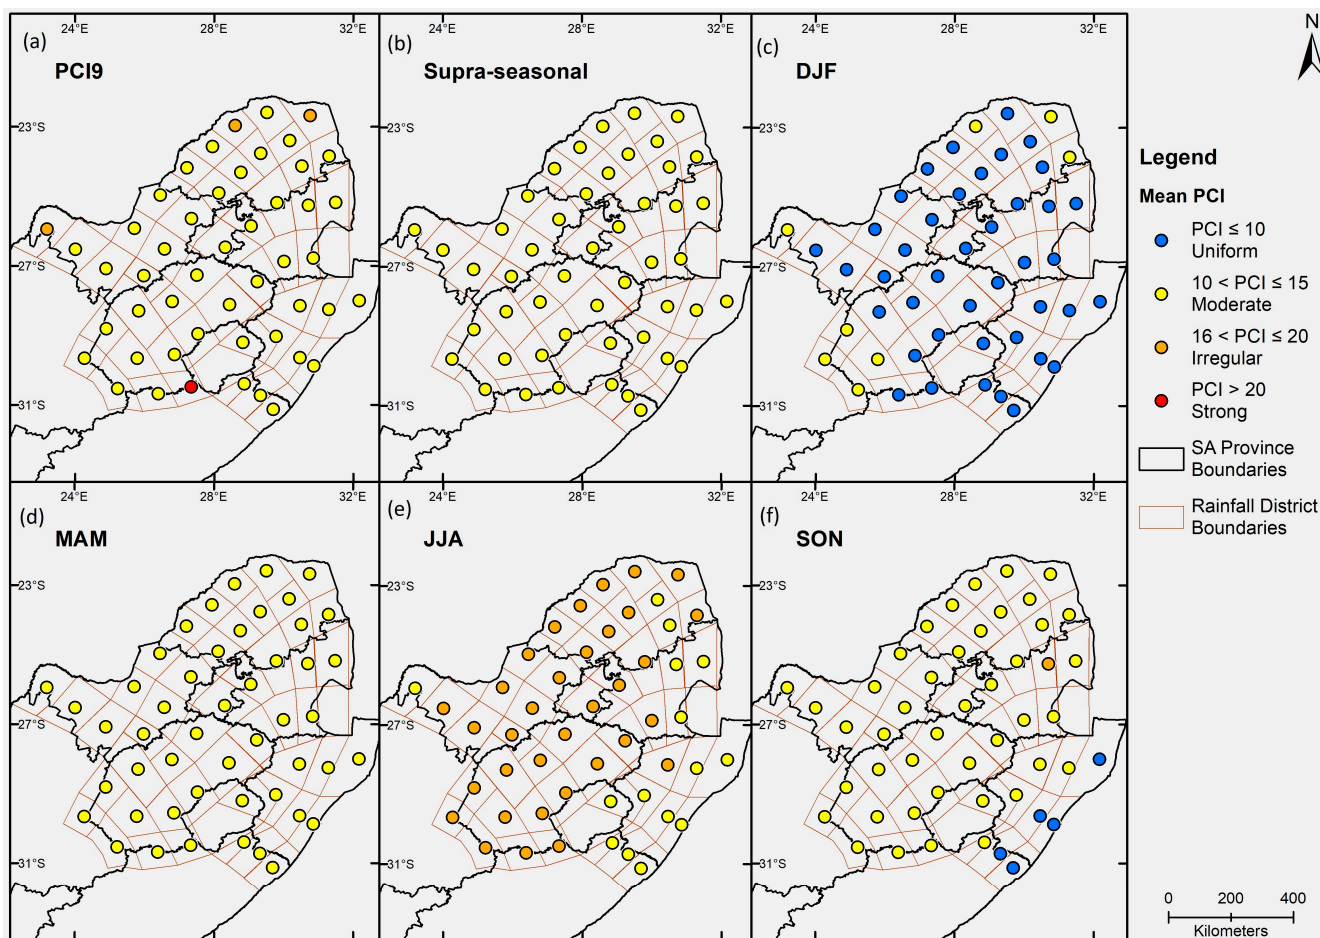 24°E 28°E 32°E 24°E 28°E 32°E 24°E 28°E 32°E
N
(a) (b) (c)
PCI9 Supra-seasonal DJF
23°S 23°S 23°S
Legend
Mean PCI
PCI ≤ 10
Uniform
27°S 27°S 27°S
10 < PCI ≤ 15
Moderate
16 < PCI ≤ 20
Irregular
PCI > 20
Strong
31°S 31°S 31°S
SA Province
Boundaries
24°E 28°E 32°E 24°E 28°E 32°E 24°E 28°E 32°E
Rainfall District
Boundaries
(d) (e) (f)
MAM JJA SON
23°S 23°S 23°S
27°S 27°S 27°S
31°S 31°S 31°S
0 200 400
Kilometers